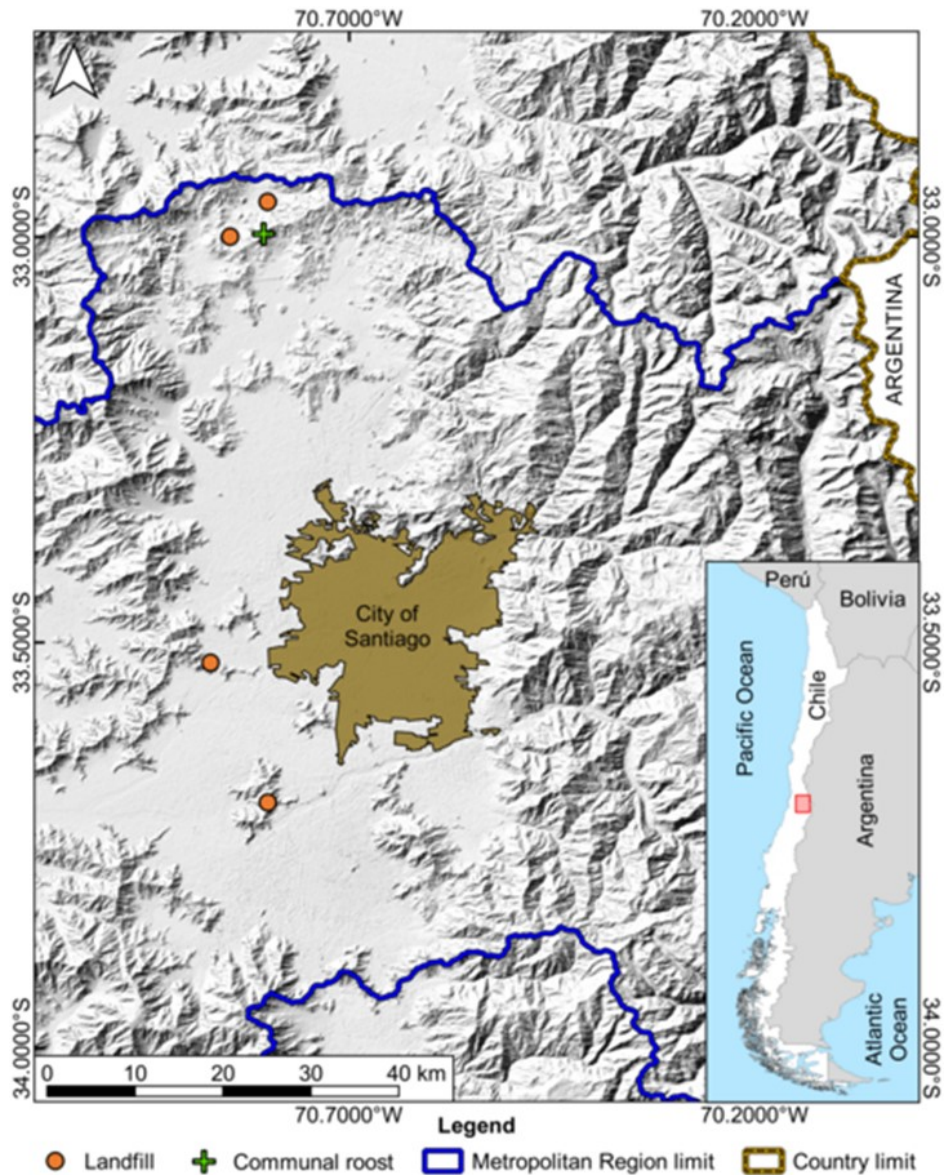 70.7000°W
70.2000°W
33.0000°S
33.0000°S
ARGENTINA
City of
Santiago
33.5000°S
33.5000°S
Perú
Bolivia
Pacific Ocean
Chile
Argentina
Atlantic
Ocean
34.0000°S
34.0000°S
0 10 20 30 40 km
70.7000°W
70.2000°W
Legend
Landfill
Communal roost
Metropolitan Region limit
Country limit